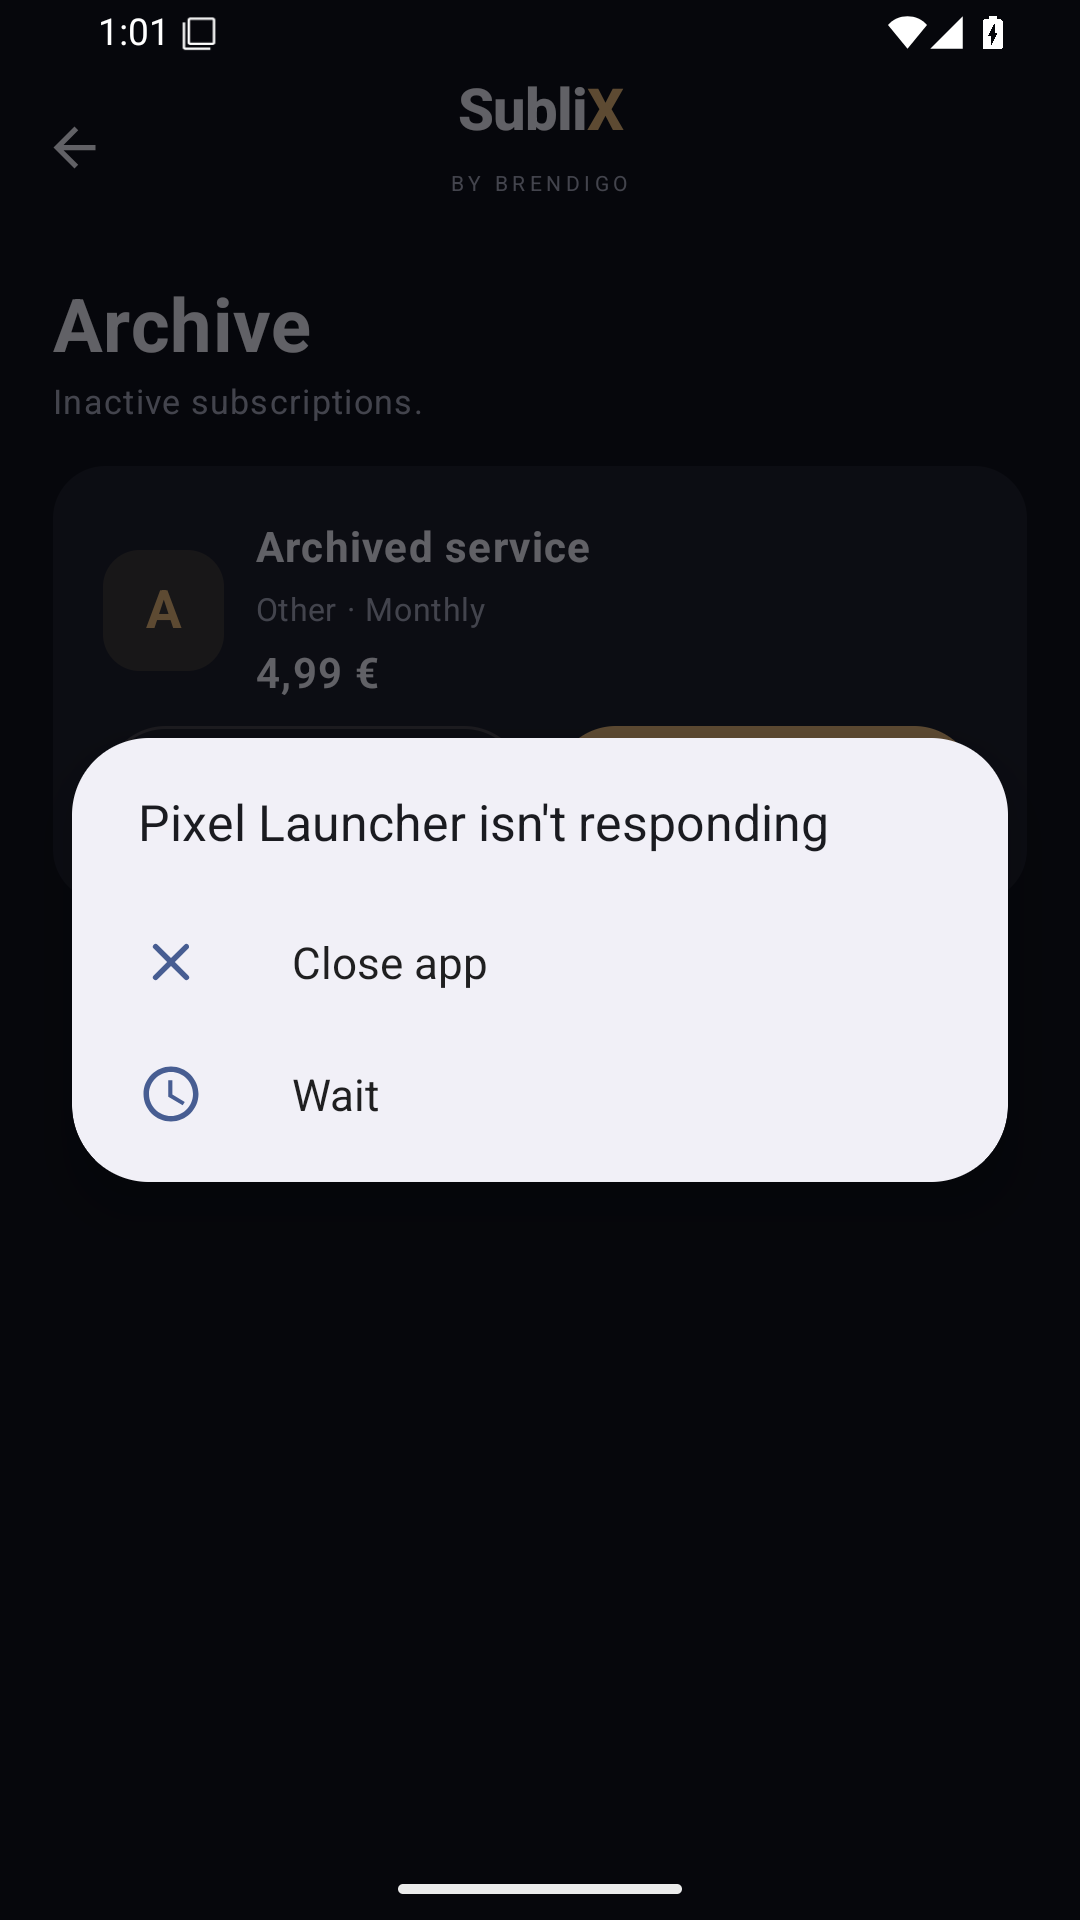 1:01
SubliX
BY BRENDIGO
Archive
Inactive subscriptions.
Archived service
A
Other · Monthly
4,99 €
Pixel Launcher isn't responding
Close app
Wait